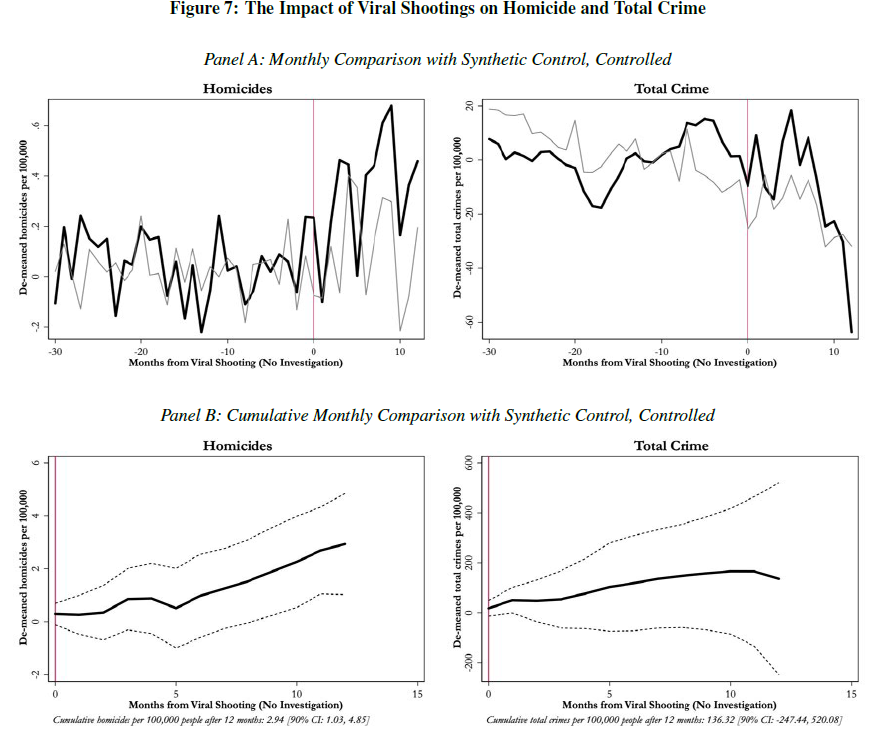 Figure 7: The Impact of Viral Shootings on Homicide and Total Crime
Panel A: Monthly Comparison with Synthetic Control, Controlled
Homicides
De-meaned homicides per 100,000
.6
.4
.2
0
-.2
-30
-20
-10
0
10
Months from Viral Shooting (No Investigation)
Total Crime
De-meaned total crimes per 100,000
20
0
-20
-40
-60
-30
-20
-10
0
10
Months from Viral Shooting (No Investigation)
Panel B: Cumulative Monthly Comparison with Synthetic Control, Controlled
Homicides
De-meaned homicides per 100,000
6
4
2
0
-2
0
5
10
15
Months from Viral Shooting (No Investigation)
Cumulative homicides per 100,000 people after 12 months: 2.94 [90% CI: 1.03, 4.85]
Total Crime
De-meaned total crimes per 100,000
600
400
200
0
-200
0
5
10
15
Months from Viral Shooting (No Investigation)
Cumulative total crimes per 100,000 people after 12 months: 136.32 [90% CI: -247.44, 520.08]